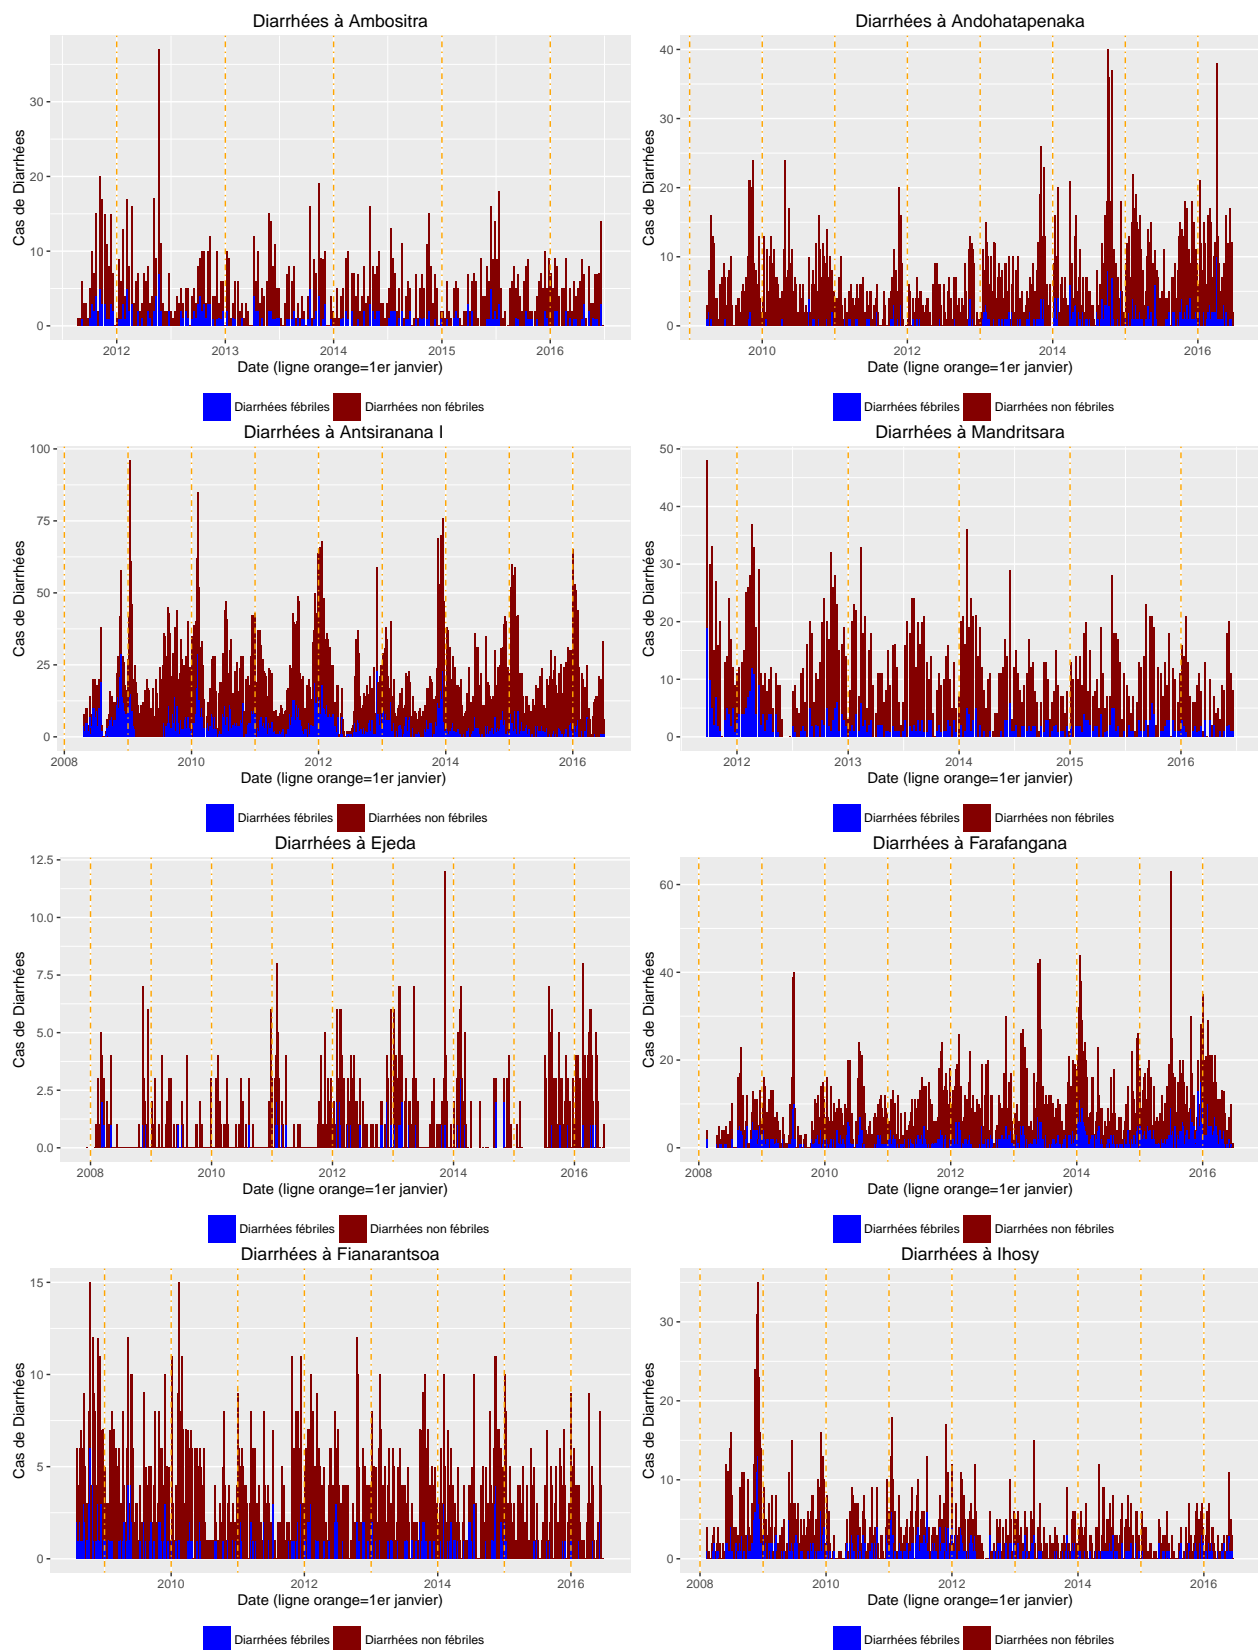 Diarrhées à Ambositra
Cas de Diarrhées
30
20
10
0
2012 2013 2014 2015 2016
Date (ligne orange=1er janvier)
Diarrhées fébriles Diarrhées non fébriles
Diarrhées à Andohatapenaka
Cas de Diarrhées
40
30
20
10
0
2010 2012 2014 2016
Date (ligne orange=1er janvier)
Diarrhées fébriles Diarrhées non fébriles
Diarrhées à Antsiranana I
Cas de Diarrhées
100
75
50
25
0
2008 2010 2012 2014 2016
Date (ligne orange=1er janvier)
Diarrhées fébriles Diarrhées non fébriles
Diarrhées à Mandritsara
Cas de Diarrhées
50
40
30
20
10
0
2012 2013 2014 2015 2016
Date (ligne orange=1er janvier)
Diarrhées fébriles Diarrhées non fébriles
Diarrhées à Ejeda
Cas de Diarrhées
12.5
10.0
7.5
5.0
2.5
0.0
2008 2010 2012 2014 2016
Date (ligne orange=1er janvier)
Diarrhées fébriles Diarrhées non fébriles
Diarrhées à Farafangana
Cas de Diarrhées
60
40
20
0
2008 2010 2012 2014 2016
Date (ligne orange=1er janvier)
Diarrhées fébriles Diarrhées non fébriles
Diarrhées à Fianarantsoa
Cas de Diarrhées
15
10
5
0
2010 2012 2014 2016
Date (ligne orange=1er janvier)
Diarrhées fébriles Diarrhées non fébriles
Diarrhées à Ihosy
Cas de Diarrhées
30
20
10
0
2008 2010 2012 2014 2016
Date (ligne orange=1er janvier)
Diarrhées fébriles Diarrhées non fébriles